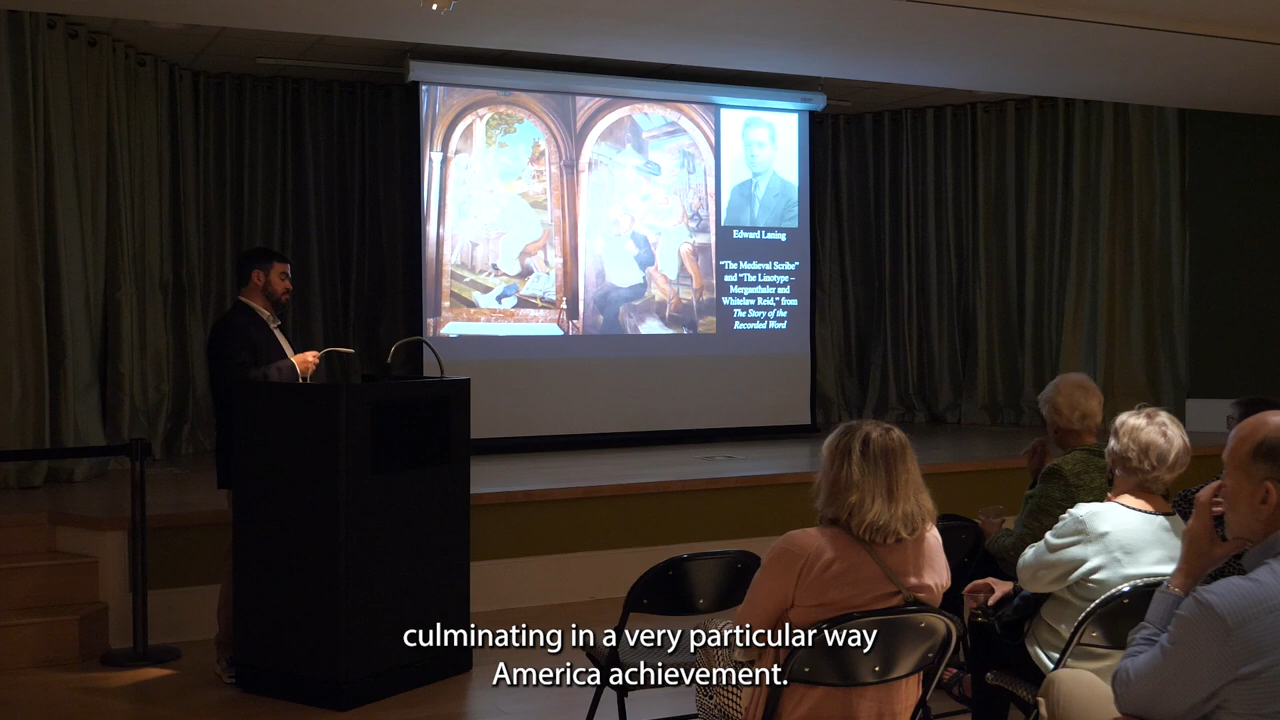 Edward Laning
"The Medieval Scribe"
and "The Linotype –
Merganthaler and
Whitelaw Reid," from
The Story of the
Recorded Word
culminating in a very particular way
America achievement.